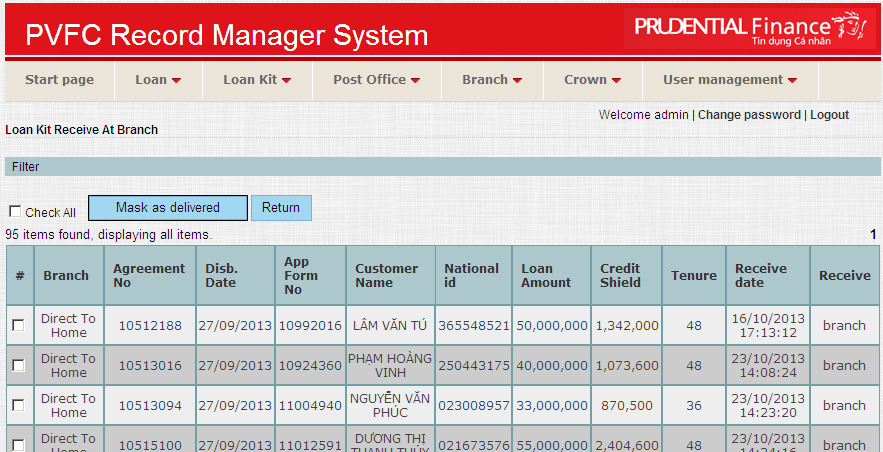 PVFC Record Manager System
PRUDENTIAL Finance
Tín dụng Cá nhân
Start page Loan Loan Kit Post Office Branch Crown User management
Welcome admin | Change password | Logout
Loan Kit Receive At Branch
Filter
Check All Mask as delivered Return
95 items found, displaying all items. 1
# Branch Agreement No Disb. Date App Form No Customer Name National id Loan Amount Credit Shield Tenure Receive date Receive
Direct To Home 10512188 27/09/2013 10992016 LÂM VĂN TÚ 365548521 50,000,000 1,342,000 48 16/10/2013 17:13:12 branch
Direct To Home 10513016 27/09/2013 10924360 PHẠM HOÀNG VINH 250443175 40,000,000 1,073,600 48 23/10/2013 14:08:24 branch
Direct To Home 10513094 27/09/2013 11004940 NGUYỄN VĂN PHÚC 023008957 33,000,000 870,500 36 23/10/2013 14:23:20 branch
Direct To Home 10515100 27/09/2013 11012591 DƯƠNG THỊ 021673576 55,000,000 2,404,600 48 23/10/2013 branch